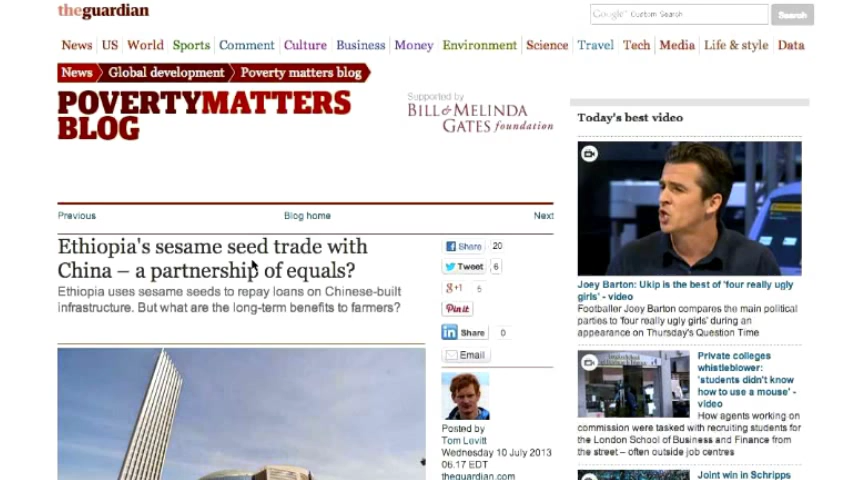 theguardian
Google™ Custom Search
Search
News US World Sports Comment Culture Business Money Environment Science Travel Tech Media Life & style Data
News Global development Poverty matters blog
POVERTYMATTERS
BLOG
Supported by
BILL & MELINDA
GATES foundation
Previous Blog home Next
Ethiopia's sesame seed trade with
China – a partnership of equals?
Ethiopia uses sesame seeds to repay loans on Chinese-built
infrastructure. But what are the long-term benefits to farmers?
Share 20
Tweet 6
+1 5
Pin it
in Share 0
Email
Posted by
Tom Levitt
Wednesday 10 July 2013
06.17 EDT
theguardian.com
Today's best video
Joey Barton: Ukip is the best of 'four really ugly
girls' - video
Footballer Joey Barton compares the main political
parties to 'four really ugly girls' during an
appearance on Thursday's Question Time
Private colleges
whistleblower:
'students didn't know
how to use a mouse' -
video
How agents working on
commission were tasked with recruiting students for
the London School of Business and Finance from
the street – often outside job centres
Joint win in Scripps